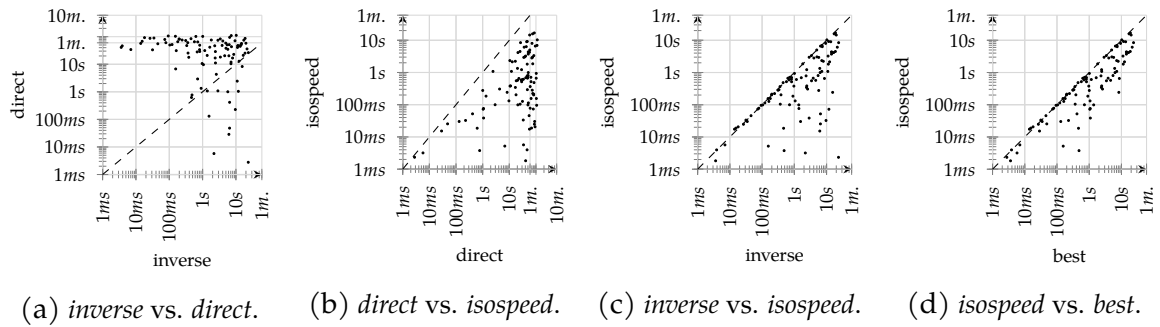 10m.
1m.
10s
1s
100ms
10ms
1ms
direct
1ms
10ms
100ms
1s
10s
1m.
inverse
(a) inverse vs. direct.
1m.
10s
1s
100ms
10ms
1ms
isospeed
1ms
10ms
100ms
1s
10s
1m.
10m.
direct
(b) direct vs. isospeed.
1m.
10s
1s
100ms
10ms
1ms
isospeed
1ms
10ms
100ms
1s
10s
1m.
inverse
(c) inverse vs. isospeed.
1m.
10s
1s
100ms
10ms
1ms
isospeed
1ms
10ms
100ms
1s
10s
1m.
best
(d) isospeed vs. best.